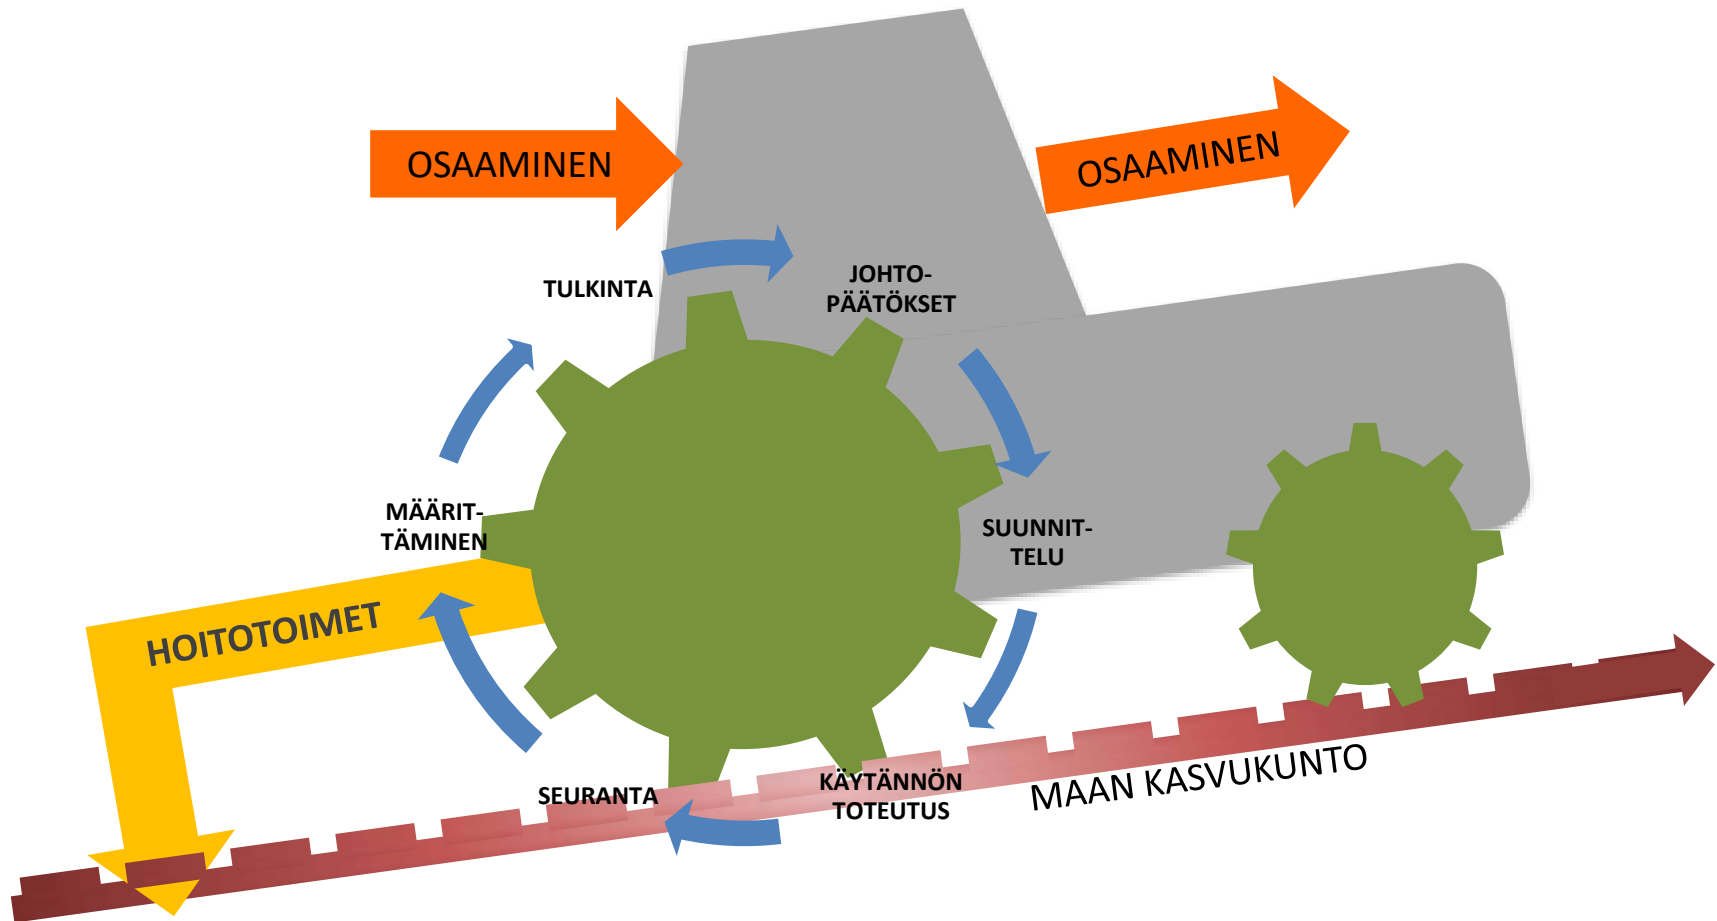 OSAAMINEN
OSAAMINEN
TULKINTA
JOHTO-
PÄÄTÖKSET
MÄÄRIT-
TÄMINEN
SUUNNIT-
TELU
HOITOTOIMET
SEURANTA
KÄYTÄNNÖN
TOTEUTUS
MAAN KASVUKUNTO